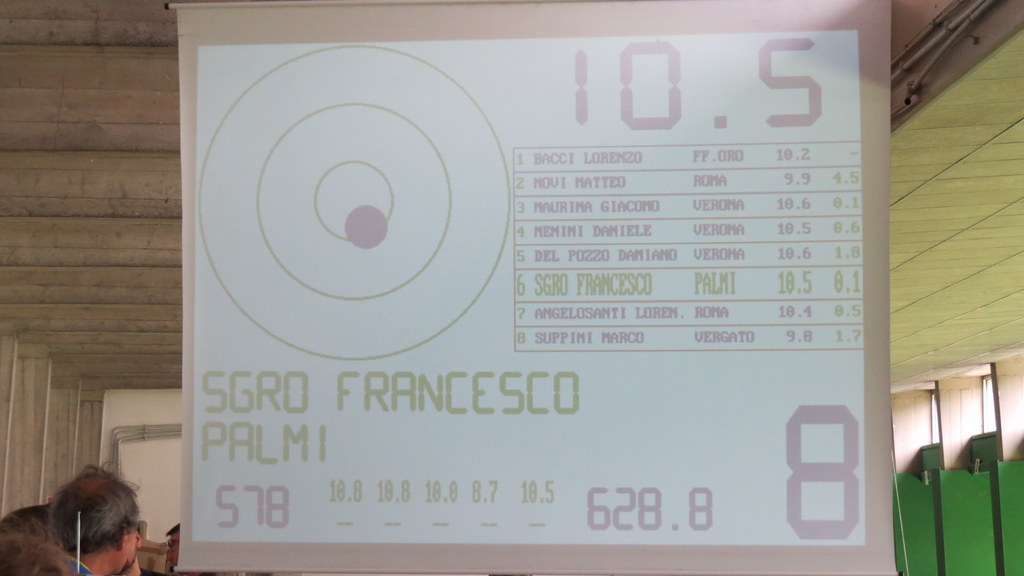 10.5
1 BACCI LORENZO FF.ORO 10.2 -
2 NOVI MATTEO ROMA 9.9 4.5
3 MAURINA GIACOMO VERONA 10.6 0.1
4 MENINI DANIELE VERONA 10.5 0.6
5 DEL POZZO DAMIANO VERONA 10.6 1.8
6 SGRO FRANCESCO PALMI 10.5 0.1
7 ANGELOSANTI LOREN. ROMA 10.4 0.5
8 SUPPINI MARCO VERGATO 9.8 1.7
SGRO FRANCESCO
PALMI
8
578 10.8 10.8 10.0 8.7 10.5 628.8